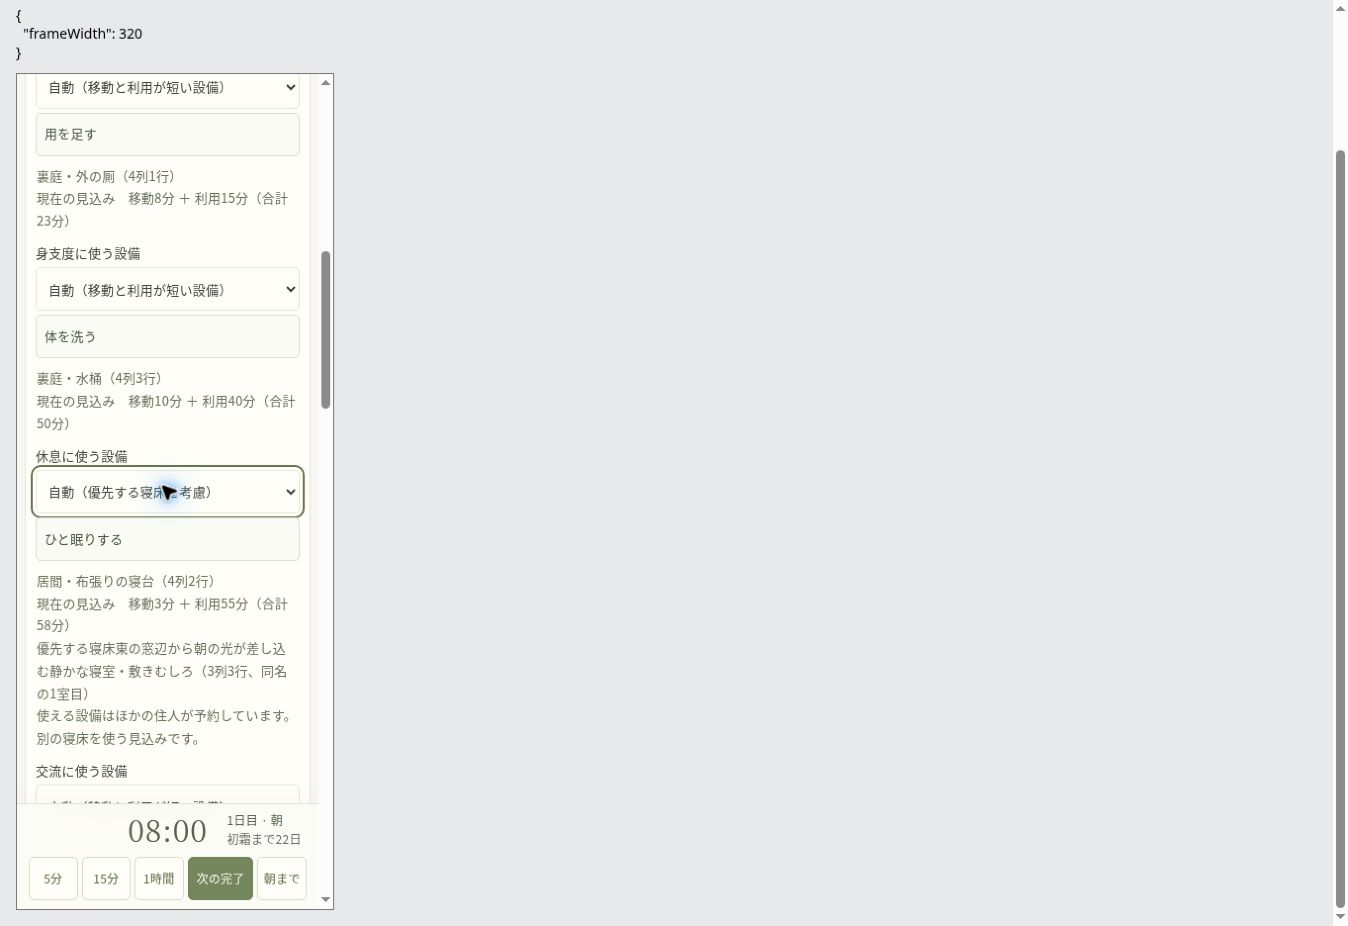 {
"frameWidth": 320
}
自動（移動と利用が短い設備）
用を足す
裏庭・外の厠（4列1行）
現在の見込み　移動8分 ＋ 利用15分（合計
23分）
身支度に使う設備
自動（移動と利用が短い設備）
体を洗う
裏庭・水桶（4列3行）
現在の見込み　移動10分 ＋ 利用40分（合計
50分）
休息に使う設備
自動（優先する寝床 考慮）
ひと眠りする
居間・布張りの寝台（4列2行）
現在の見込み　移動3分 ＋ 利用55分（合計
58分）
優先する寝床東の窓辺から朝の光が差し込
む静かな寝室・敷きむしろ（3列3行、同名
の1室目）
使える設備はほかの住人が予約しています。
別の寝床を使う見込みです。
交流に使う設備
08:00
1日目 · 朝
初霜まで22日
5分
15分
1時間
次の完了
朝まで